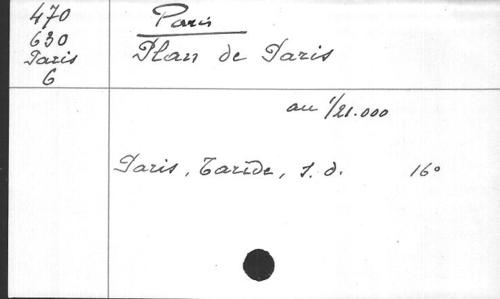 470
630
Paris
6
Paris
Plan de Paris
au 1/21.000
Paris, Taride, s. d. 16°